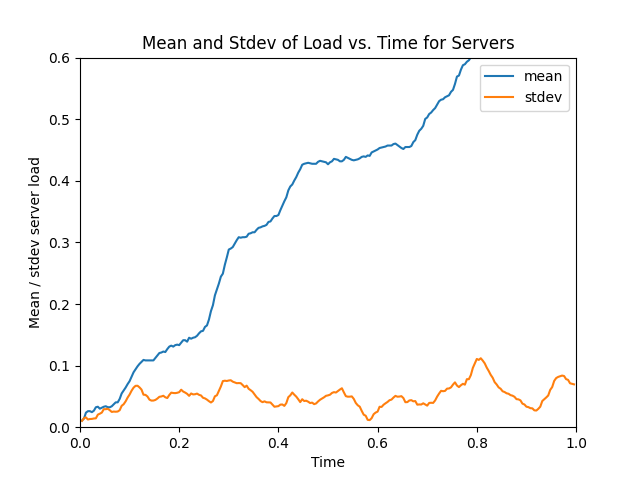 Mean and Stdev of Load vs. Time for Servers
mean
stdev
Mean / stdev server load
0.6
0.5
0.4
0.3
0.2
0.1
0.0
0.0 0.2 0.4 0.6 0.8 1.0
Time